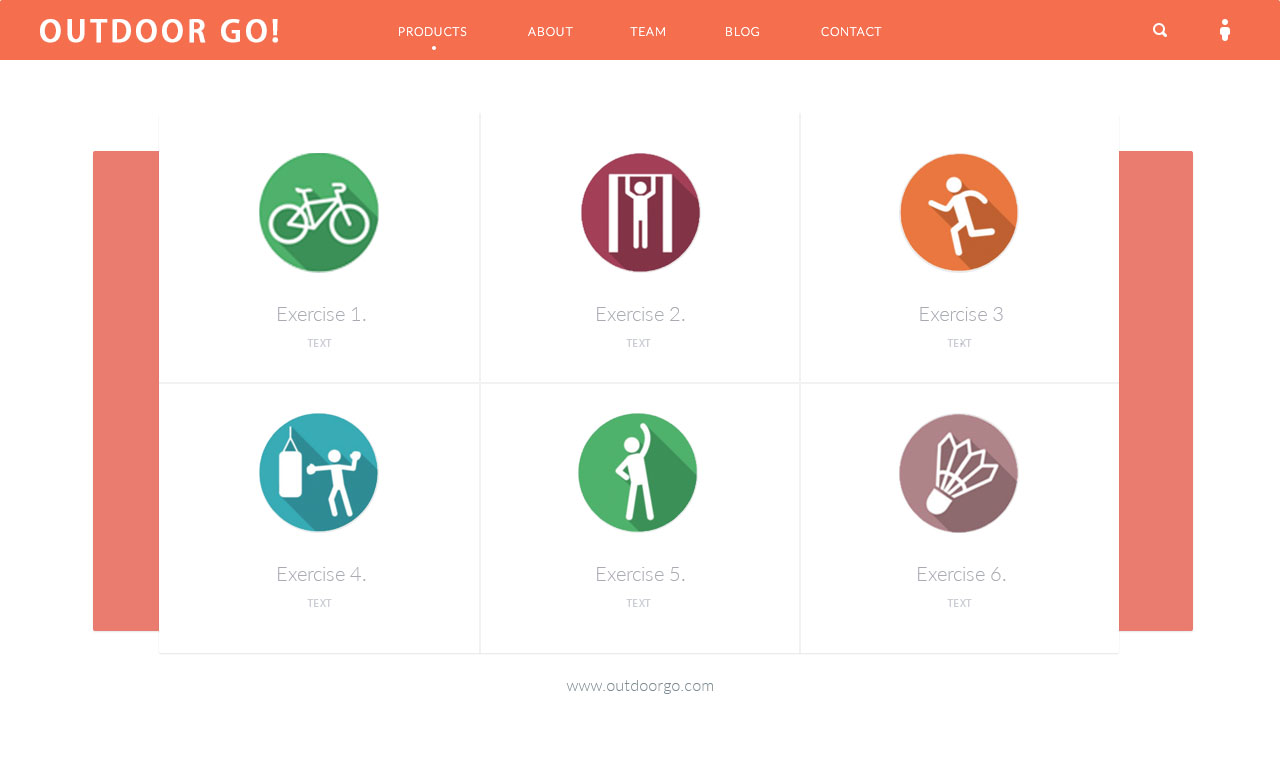 OUTDOOR GO!
PRODUCTS ABOUT TEAM BLOG CONTACT
Exercise 1. Exercise 2. Exercise 3
TEXT TEXT TEXT
Exercise 4. Exercise 5. Exercise 6.
TEXT TEXT TEXT
www.outdoorgo.com